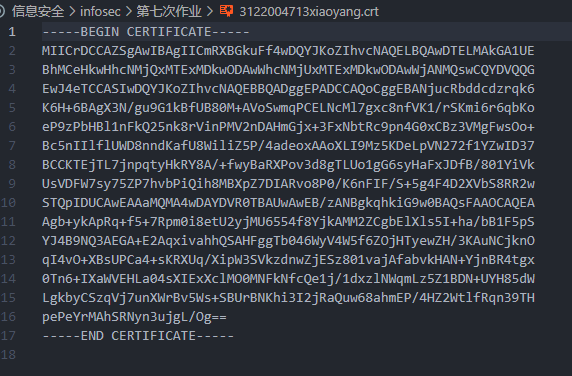 信息安全 > infosec > 第七次作业 > 3122004713xiaoyang.crt
1 -----BEGIN CERTIFICATE-----
2 MIICrDCCAZSgAwIBAgIICmRXBGkuFf4wDQYJKoZIhvcNAQELBQAwDTELMAkGA1UE
3 BhMCeHkwHhcNMjQxMTExMDkwODAwWhcNMjUxMTExMDkwODAwWjANMQswCQYDVQQG
4 EwJ4eTCCASIwDQYJKoZIhvcNAQEBBQADggEPADCCAQoCggEBANjucRbddcdzrqk6
5 K6H+6BAgX3N/gu9G1kBfUB80M+AVoSwmqPCELNcMl7gxc8nfVK1/rSKmi6r6qbKo
6 eP9zPbHBl1nFkQ25nk8rVinPMV2nDAHmGjx+3FxNbtRc9pn4G0xCBz3VMgFwsOo+
7 Bc5nIIlflUWD8nndKafU8WiliZ5P/4adeoxAAoXLI9Mz5KDeLpVN272f1YZwID37
8 BCCKTEjTL7jnpqtyHkRY8A/+fwyBaRXPov3d8gTLUo1gG6syHaFxJDfB/801YiVk
9 UsVDFW7sy75ZP7hvbPiQih8MBXpZ7DIARvo8P0/K6nFIF/S+5g4F4D2XVbS8RR2w
10 STQpIDUCAwEAAaMQMA4wDAYDVR0TBAUwAwEB/zANBgkqhkiG9w0BAQsFAAOCAQEA
11 Agb+ykApRq+f5+7Rpm0i8etU2yjMU6554f8YjkAMM2ZCgbElXls5I+ha/bB1F5pS
12 YJ4B9NQ3AEGA+E2AqxivahhQSAHFggTb046WyV4W5f6ZOjHTyewZH/3KAuNCjknO
13 qI4vO+XBsUPCa4+sKRXUq/XipW3SVkzdnwZjESz801vajAfabvkHAN+YjnBR4tgx
14 0Tn6+IXaWVEHLa04sXIExXclMO0MNFkNfcQe1j/1dxzlNWqmLz5Z1BDN+UYH85dW
15 LgkbyCSzqVj7unXWrBv5Ws+SBUrBNKhi3I2jRaQuw68ahmEP/4HZ2WtlfRqn39TH
16 pePeYrMAhSRNyn3ujgL/Og==
17 -----END CERTIFICATE-----
18